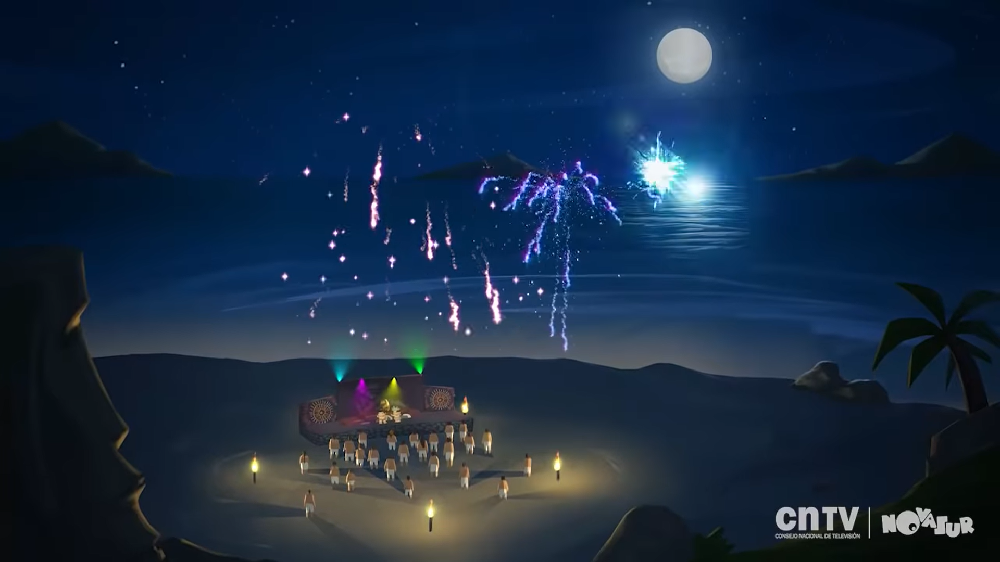 cnTV
CONSEJO NACIONAL DE TELEVISIÓN
NOVASUR